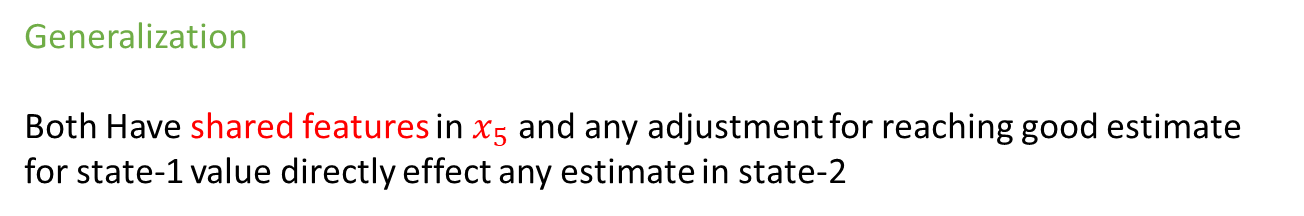 Generalization
Both Have shared features in x₅ and any adjustment for reaching good estimate
for state-1 value directly effect any estimate in state-2